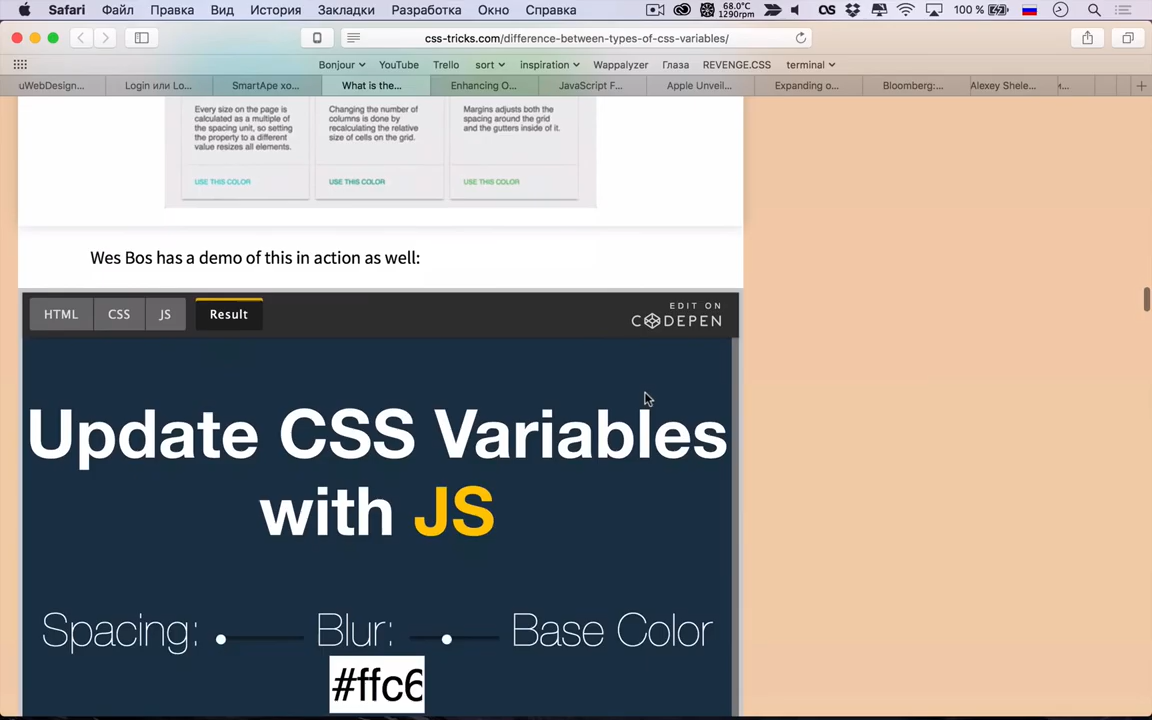 Safari Файл Правка Вид История Закладки Разработка Окно Справка 68.0°C 1290rpm 100 %
css-tricks.com/difference-between-types-of-css-variables/
Bonjour YouTube Trello sort inspiration Wappalyzer Глаза REVENGE.CSS terminal
uWebDesign... Login или Lo... SmartApe хо... What is the... Enhancing O... JavaScript F... Apple Unveil... Expanding o... Bloomberg:... Alexey Shele... и...
Every size on the page is
calculated as a multiple of
the spacing unit, so setting
the property to a different
value resizes all elements.
USE THIS COLOR
Changing the number of
columns is done by
recalculating the relative
size of cells on the grid.
USE THIS COLOR
Margins adjusts both the
spacing around the grid
and the gutters inside of it.
USE THIS COLOR
Wes Bos has a demo of this in action as well:
HTML CSS JS Result
EDIT ON
CODEPEN
Update CSS Variables
with JS
Spacing: Blur: Base Color
#ffc6